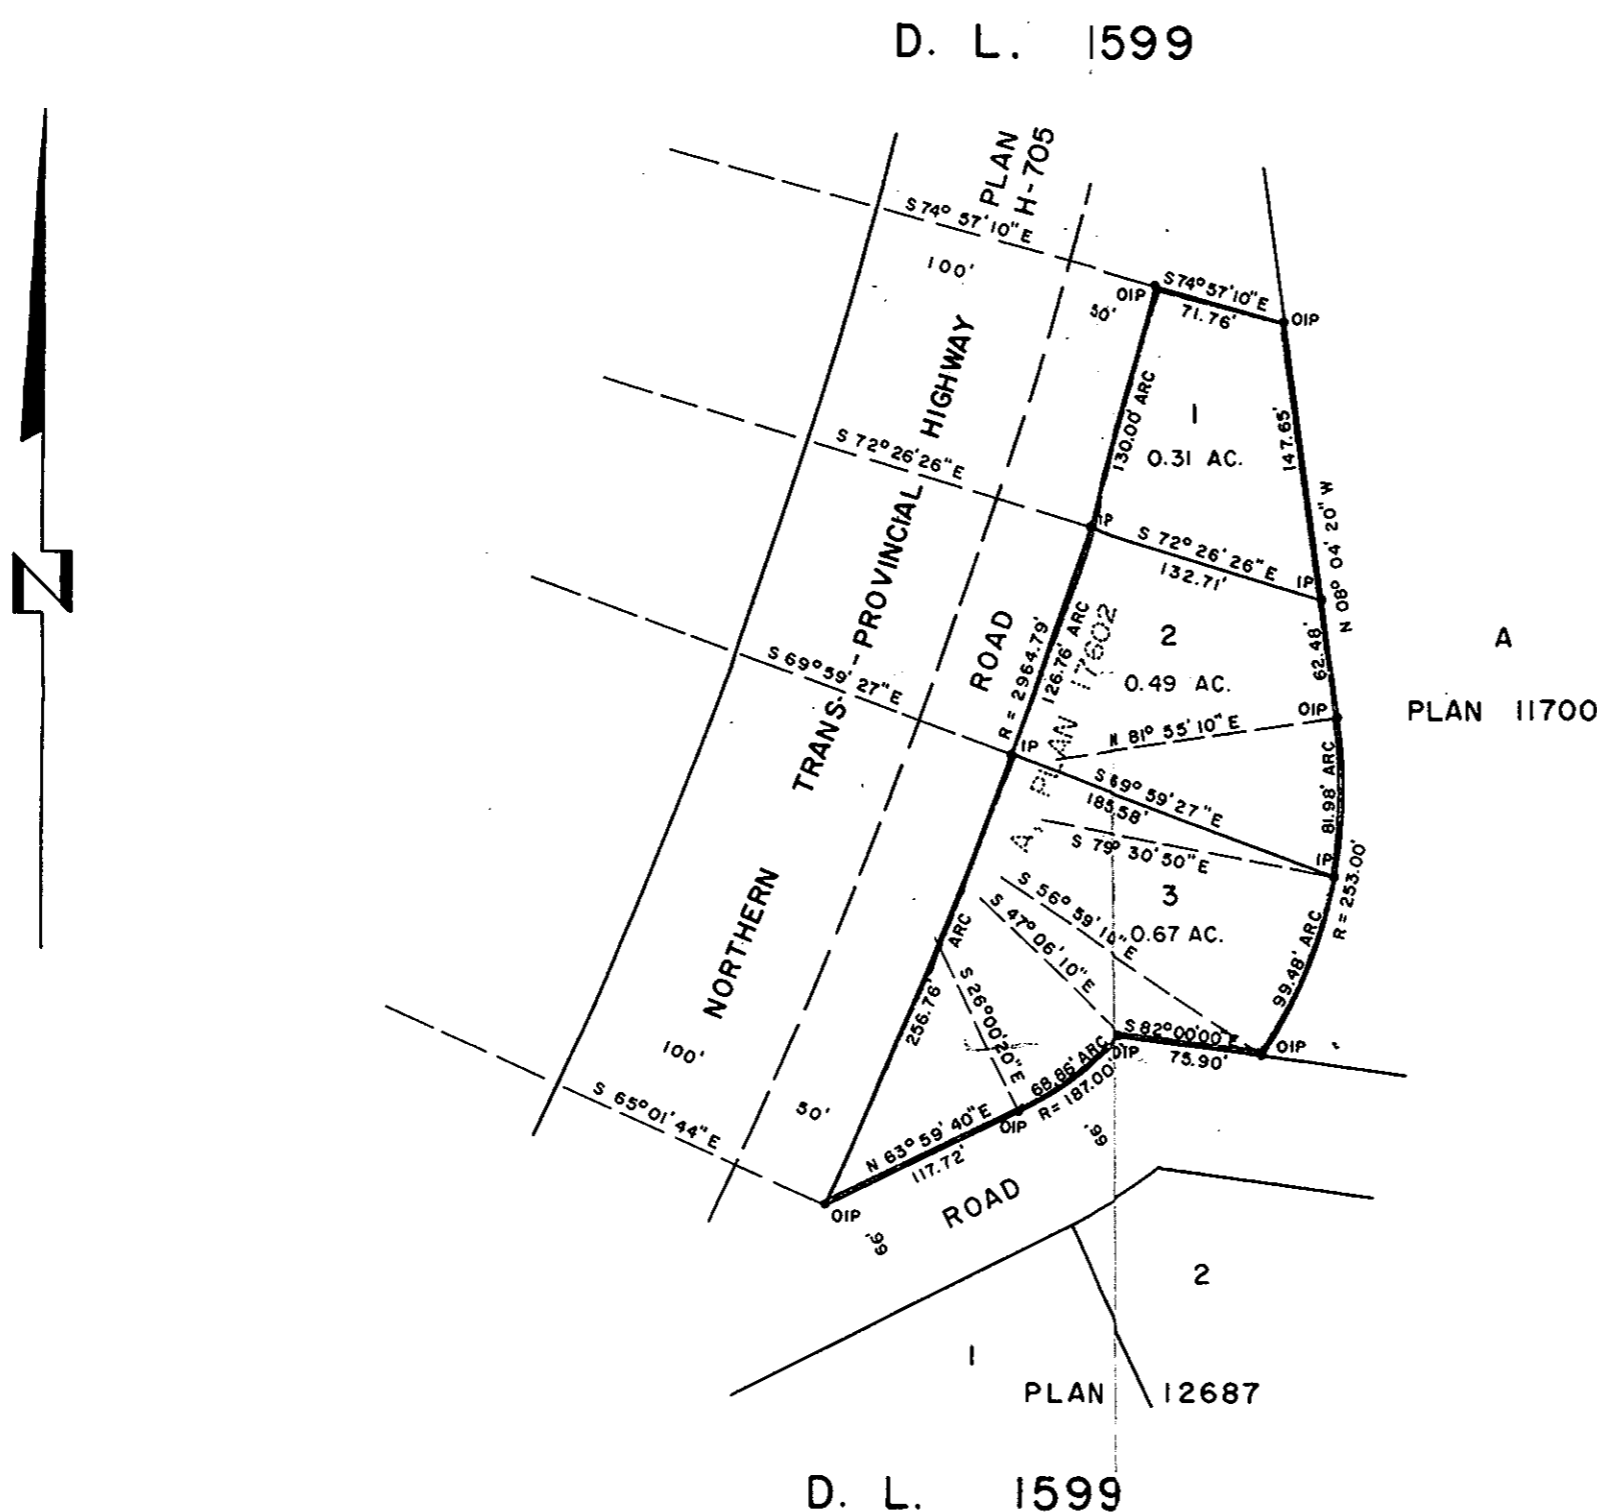 D. L. 1599
PLAN
H-705
S 74° 57' 10" E
100'
50'
OIP
S 74° 57' 10" E
71.76'
OIP
130.00' ARC
1
0.31 AC.
147.65'
N 08° 04' 20" W
S 72° 26' 26" E
IP
S 72° 26' 26" E
132.71'
IP
NORTHERN TRANS-PROVINCIAL HIGHWAY
ROAD
R = 2964.79'
126.76' ARC
2
0.49 AC.
62.48'
A
PLAN 11700
OIP
N 81° 55' 10" E
S 69° 59' 27" E
IP
A, PLAN 17602
S 69° 59' 27" E
185.58'
81.98' ARC
S 79° 30' 50" E
IP
R = 253.00'
3
0.67 AC.
S 56° 59' 10" E
S 47° 06' 10" E
99.48' ARC
256.76' ARC
S 26° 00' 20" E
S 82° 00' 00" E
75.90'
OIP
OIP
68.86' ARC
R = 187.00'
100'
50'
S 65° 01' 44" E
N 63° 59' 40" E
117.72'
OIP
OIP
66'
66'
ROAD
2
1
PLAN 12687
D. L. 1599
N